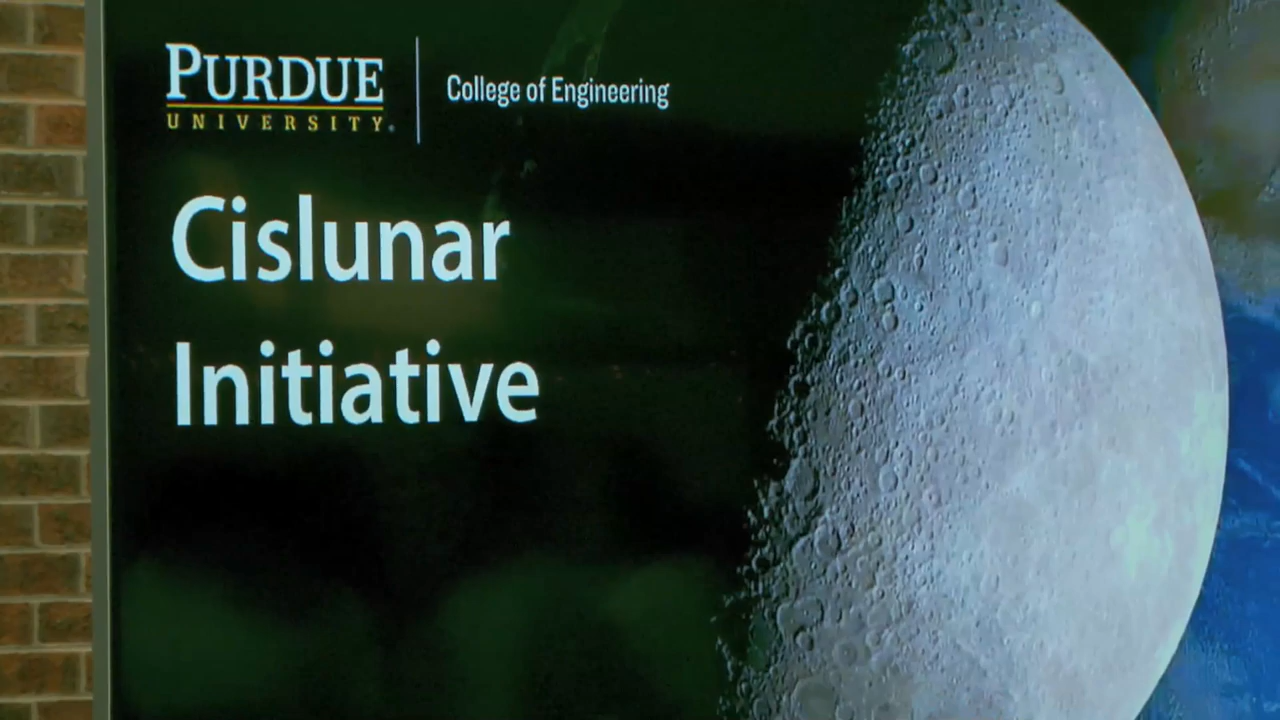 PURDUE
UNIVERSITY®
College of Engineering
Cislunar
Initiative